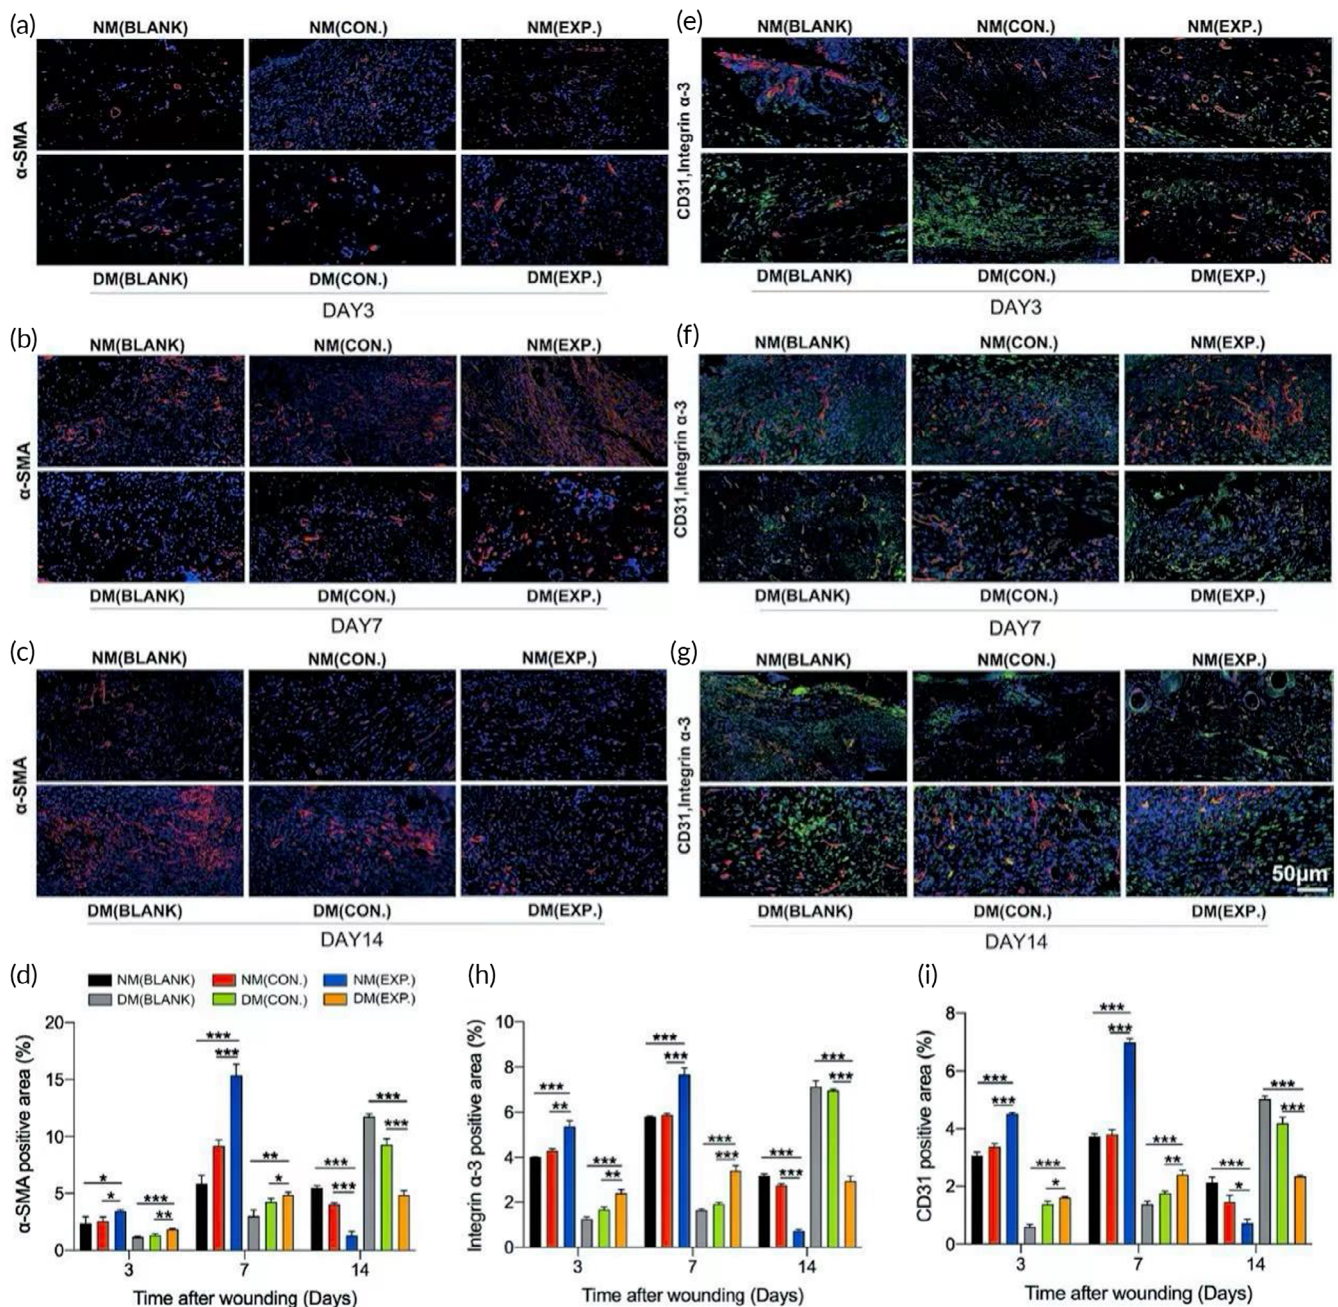 (a)
NM(BLANK) NM(CON.) NM(EXP.)
α-SMA
DM(BLANK) DM(CON.) DM(EXP.)
DAY3
(b)
NM(BLANK) NM(CON.) NM(EXP.)
α-SMA
DM(BLANK) DM(CON.) DM(EXP.)
DAY7
(c)
NM(BLANK) NM(CON.) NM(EXP.)
α-SMA
DM(BLANK) DM(CON.) DM(EXP.)
DAY14
(e)
NM(BLANK) NM(CON.) NM(EXP.)
CD31,Integrin α-3
DM(BLANK) DM(CON.) DM(EXP.)
DAY3
(f)
NM(BLANK) NM(CON.) NM(EXP.)
CD31,Integrin α-3
DM(BLANK) DM(CON.) DM(EXP.)
DAY7
(g)
NM(BLANK) NM(CON.) NM(EXP.)
CD31,Integrin α-3
50μm
DM(BLANK) DM(CON.) DM(EXP.)
DAY14
(d)
NM(BLANK) NM(CON.) NM(EXP.)
DM(BLANK) DM(CON.) DM(EXP.)
α-SMA positive area (%)
20
15
10
5
0
* * *** **
*** *** ** *
*** *** *** ***
3 7 14
Time after wounding (Days)
(h)
Integrin α-3 positive area (%)
10
8
6
4
2
0
*** ** *** **
*** *** *** ***
*** *** *** ***
3 7 14
Time after wounding (Days)
(i)
CD31 positive area (%)
8
6
4
2
0
*** *** *** *
*** *** *** **
*** * *** ***
3 7 14
Time after wounding (Days)